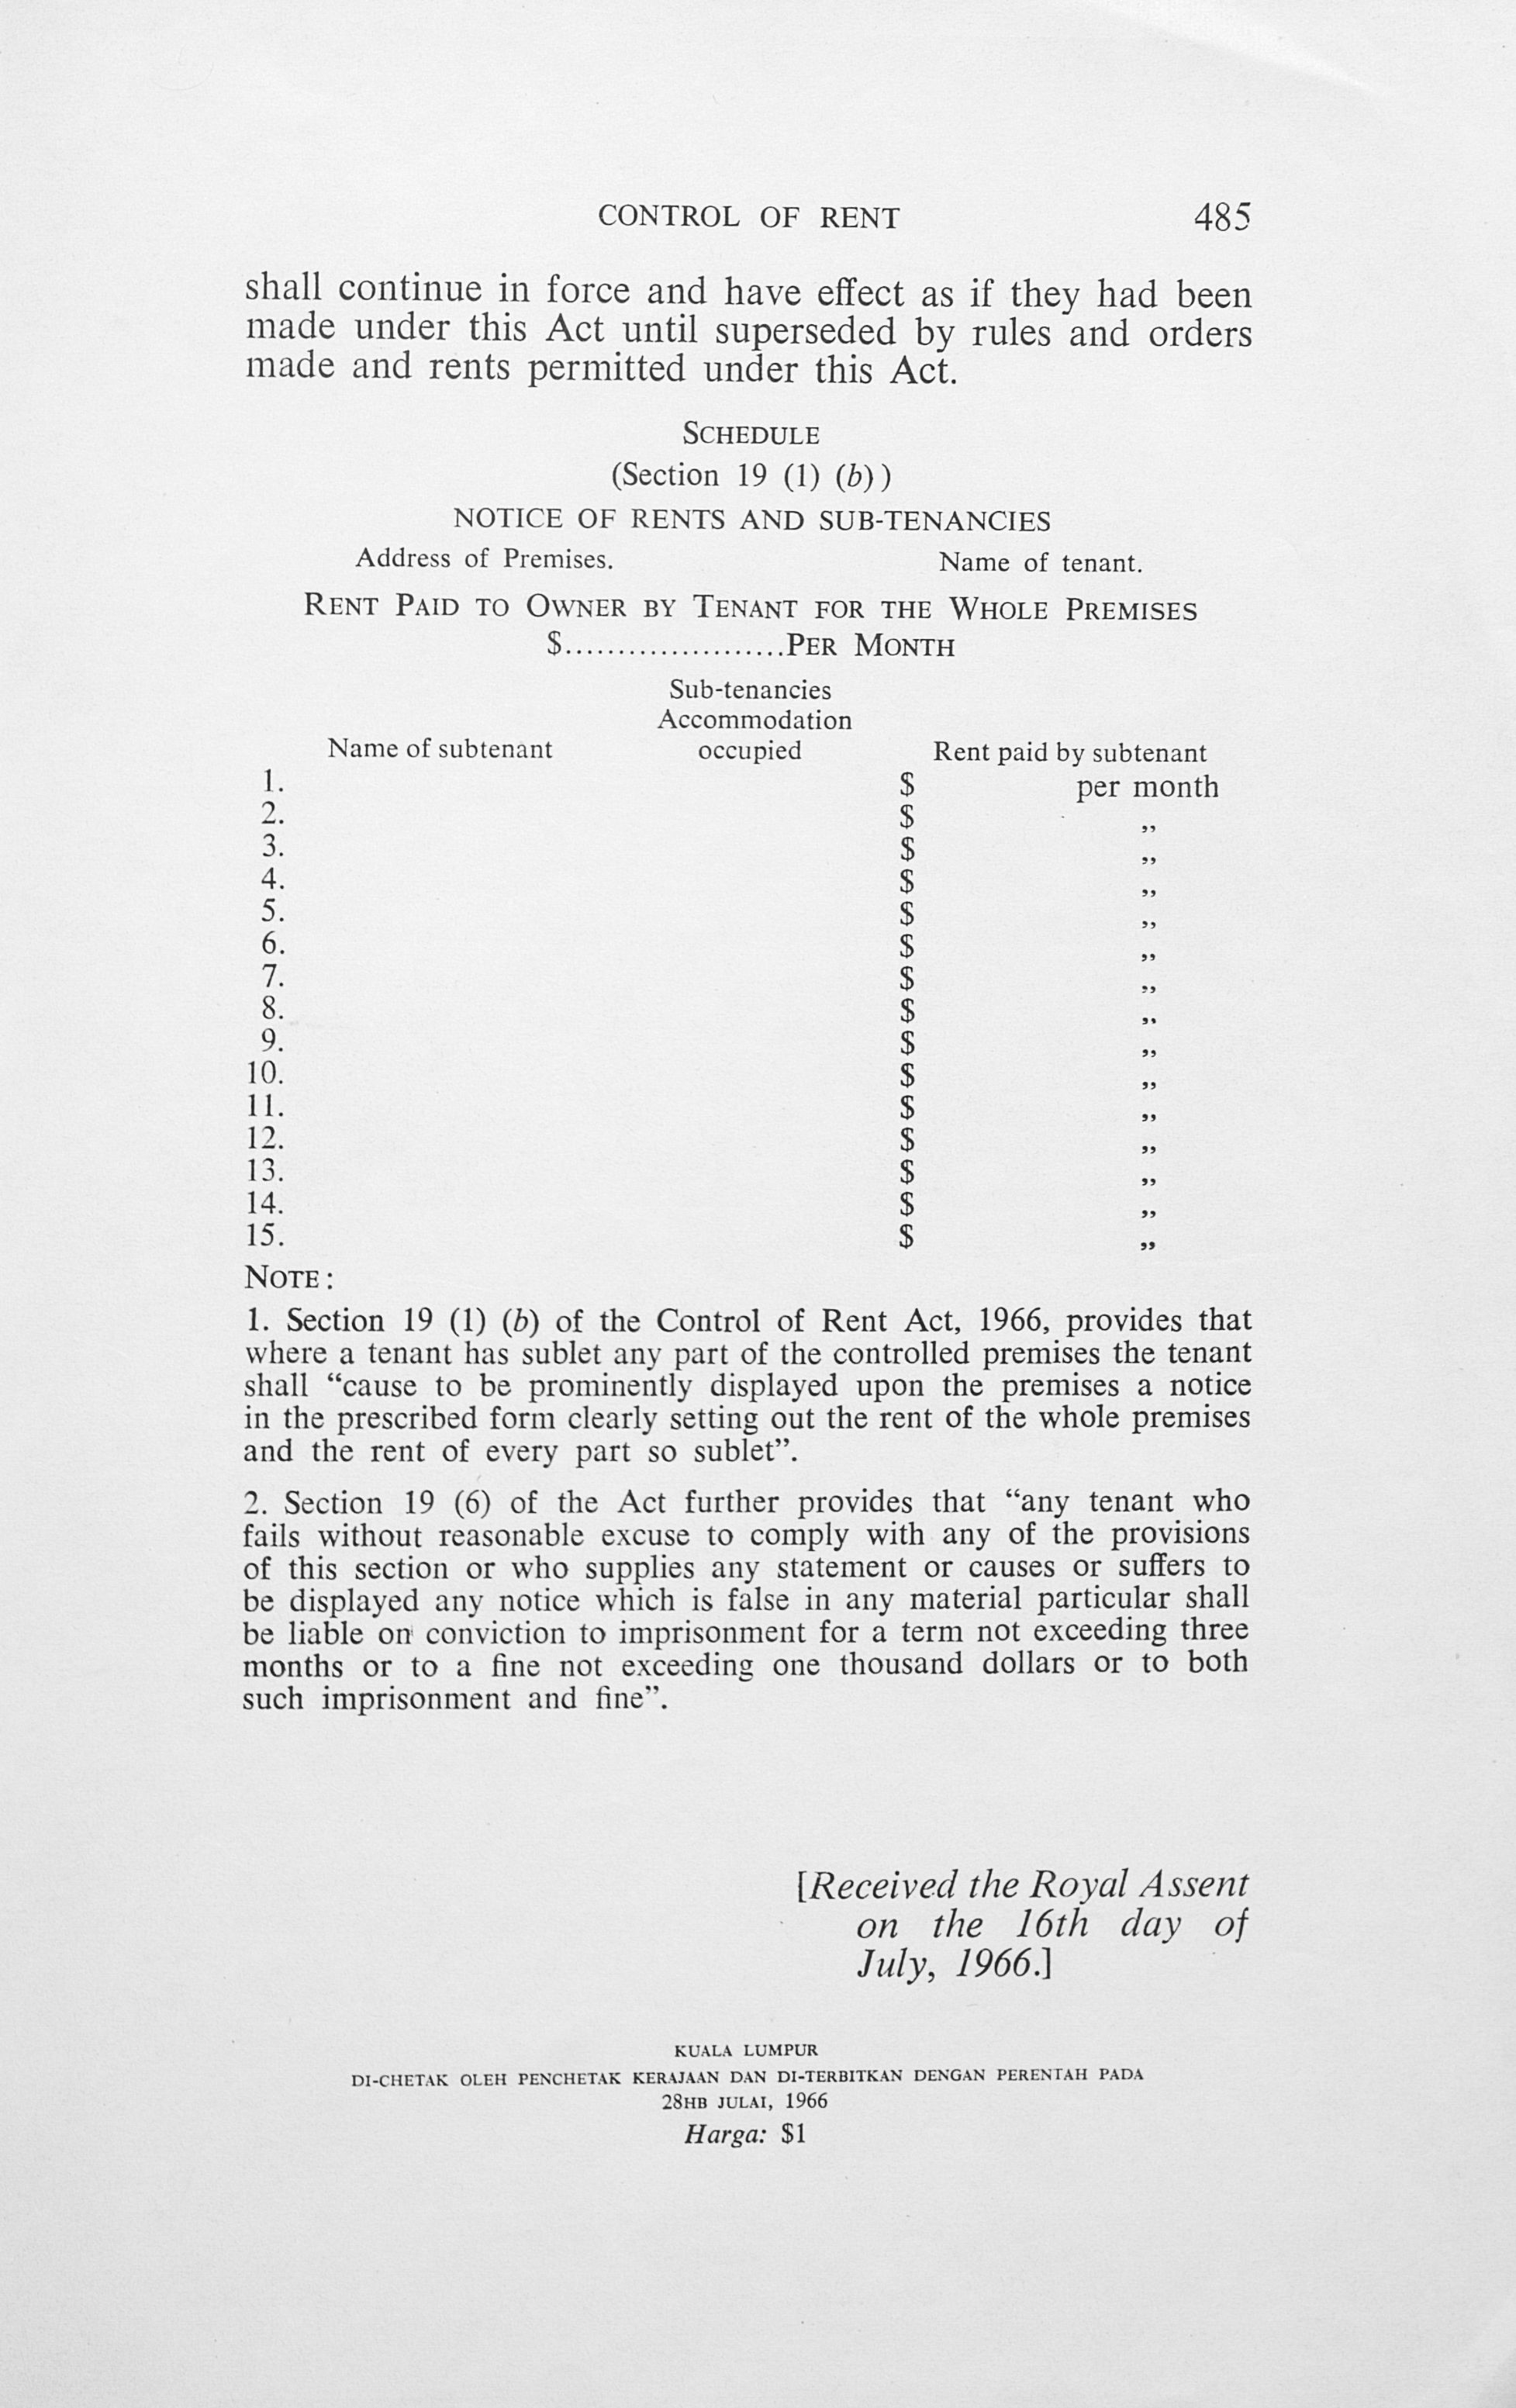 CONTROL OF RENT 485
shall continue in force and have effect as if they had been
made under this Act until superseded by rules and orders
made and rents permitted under this Act.
SCHEDULE
(Section 19 (1) (b))
NOTICE OF RENTS AND SUB-TENANCIES
Address of Premises. Name of tenant.
RENT PAID TO OWNER BY TENANT FOR THE WHOLE PREMISES
$.....................PER MONTH
Sub-tenancies
Accommodation
Name of subtenant occupied Rent paid by subtenant
1. $ per month
2. $ ,,
3. $ ,,
4. $ ,,
5. $ ,,
6. $ ,,
7. $ ,,
8. $ ,,
9. $ ,,
10. $ ,,
11. $ ,,
12. $ ,,
13. $ ,,
14. $ ,,
15. $ ,,
NOTE:
1. Section 19 (1) (b) of the Control of Rent Act, 1966, provides that
where a tenant has sublet any part of the controlled premises the tenant
shall “cause to be prominently displayed upon the premises a notice
in the prescribed form clearly setting out the rent of the whole premises
and the rent of every part so sublet”.
2. Section 19 (6) of the Act further provides that “any tenant who
fails without reasonable excuse to comply with any of the provisions
of this section or who supplies any statement or causes or suffers to
be displayed any notice which is false in any material particular shall
be liable on conviction to imprisonment for a term not exceeding three
months or to a fine not exceeding one thousand dollars or to both
such imprisonment and fine”.
[Received the Royal Assent
on the 16th day of
July, 1966.]
KUALA LUMPUR
DI-CHETAK OLEH PENCHETAK KERAJAAN DAN DI-TERBITKAN DENGAN PERENTAH PADA
28HB JULAI, 1966
Harga: $1